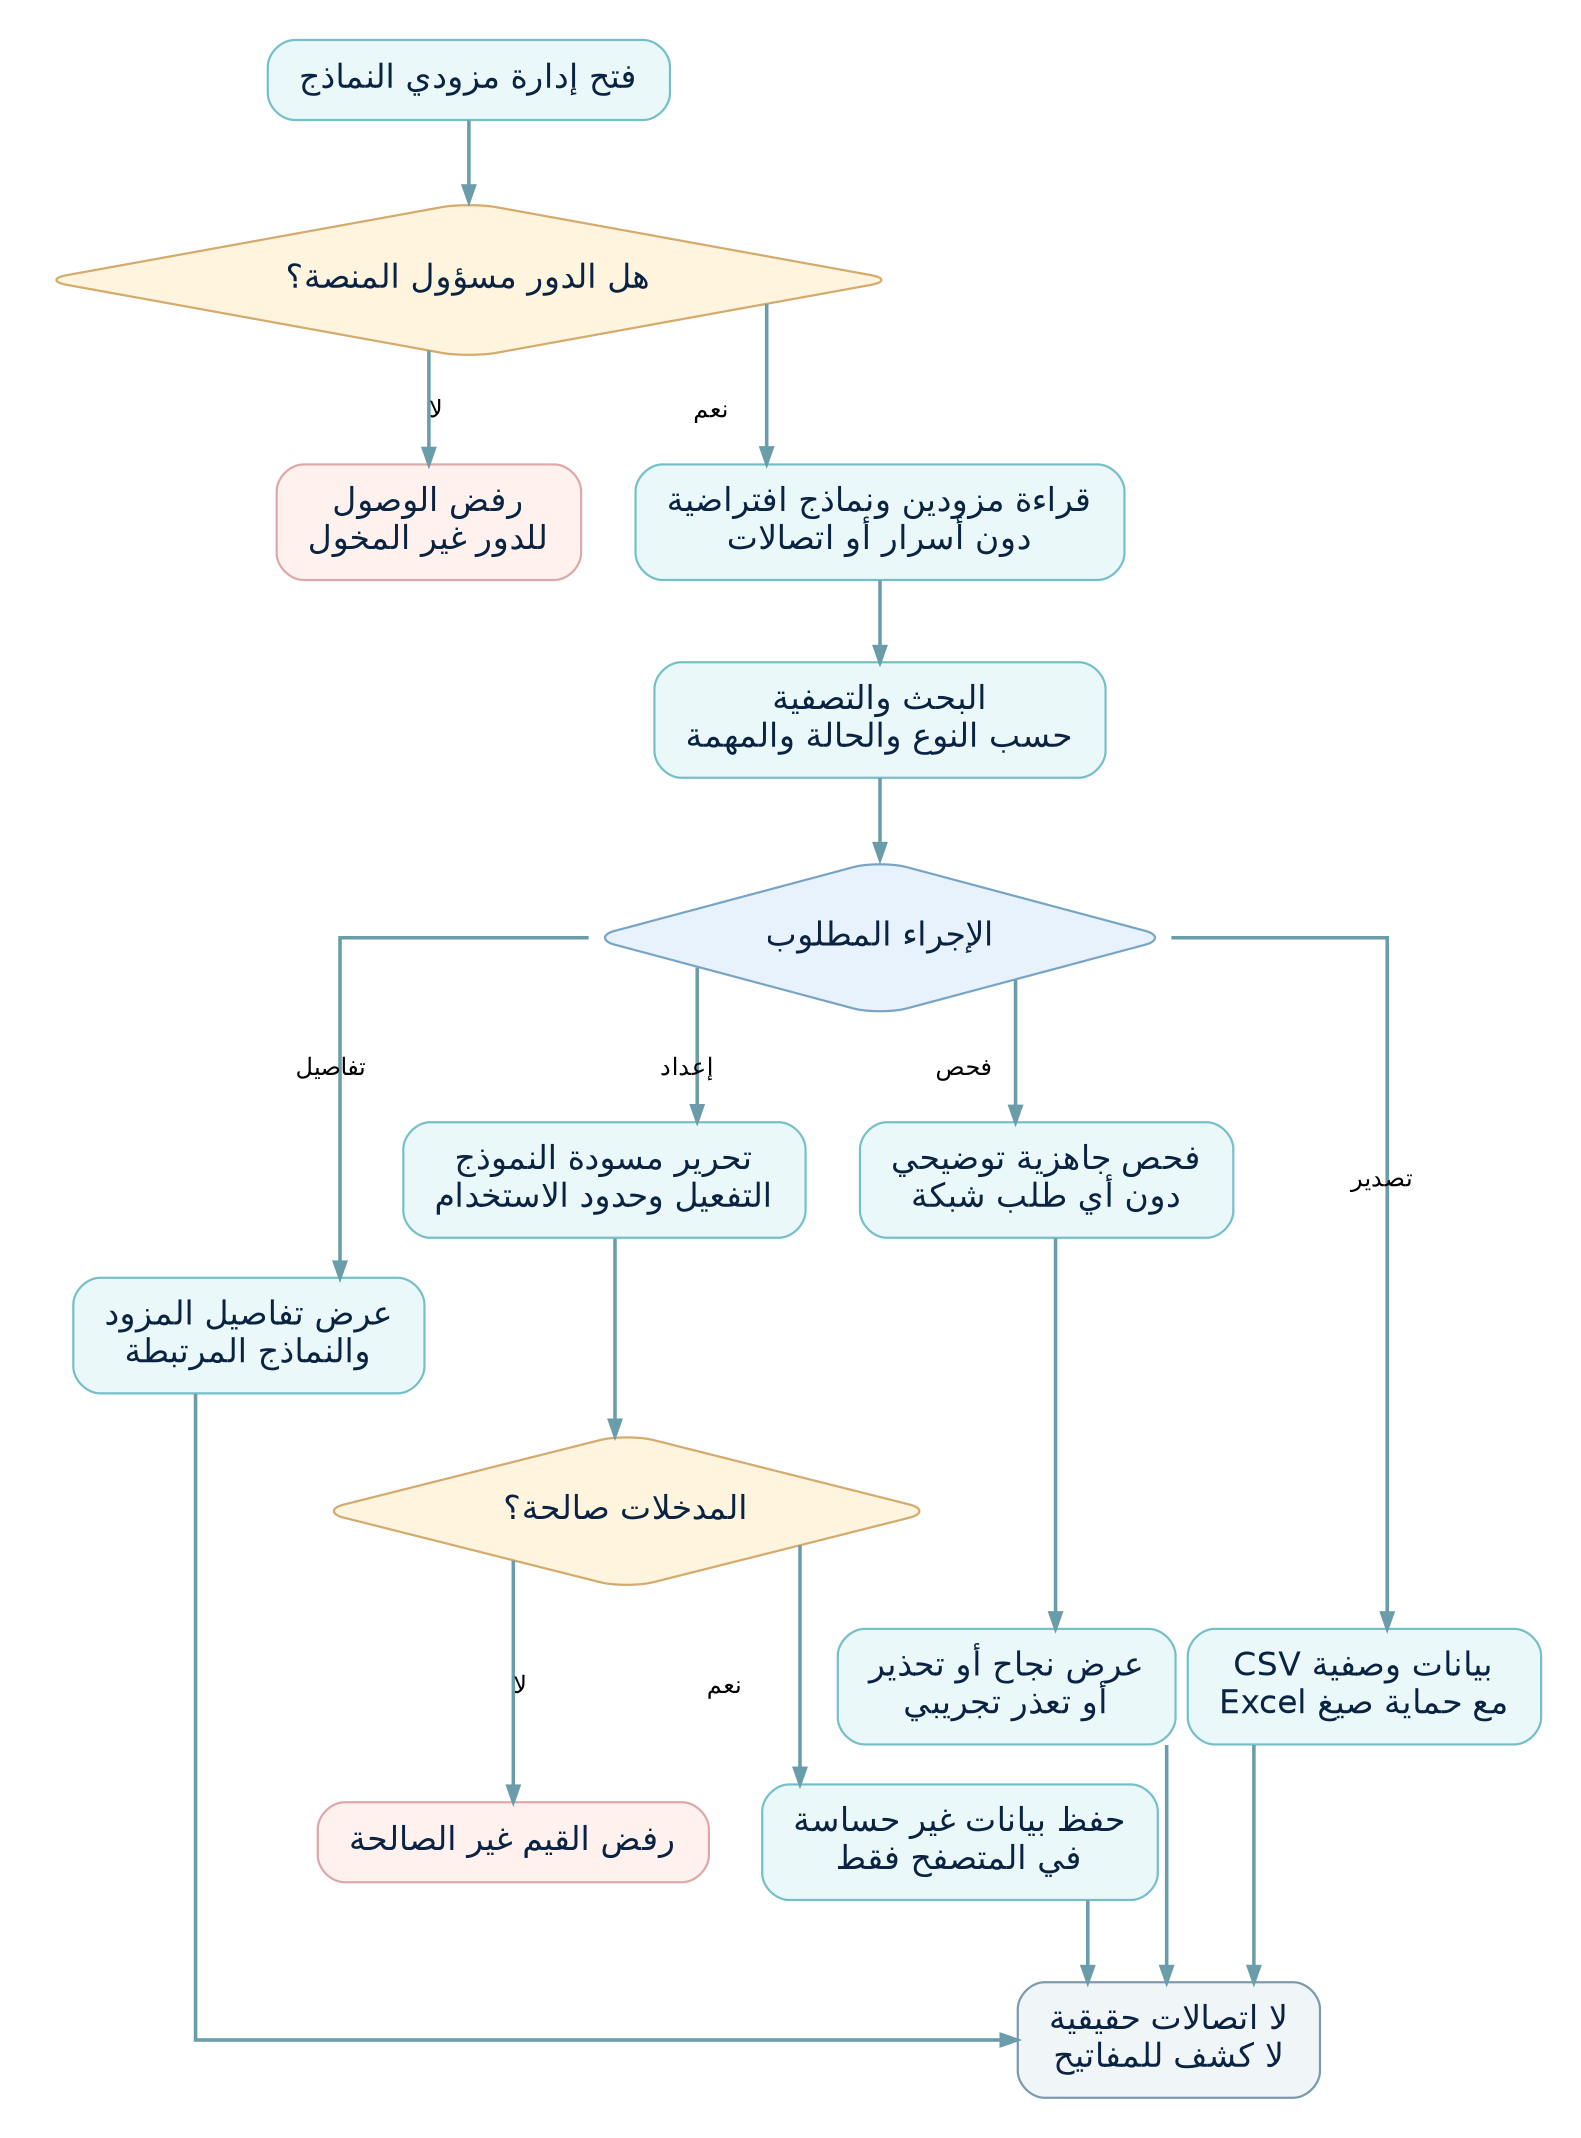 فتح إدارة مزودي النماذج
هل الدور مسؤول المنصة؟
لا
نعم
رفض الوصول
للدور غير المخول
قراءة مزودين ونماذج افتراضية
دون أسرار أو اتصالات
البحث والتصفية
حسب النوع والحالة والمهمة
الإجراء المطلوب
تفاصيل
إعداد
فحص
تصدير
تحرير مسودة النموذج
التفعيل وحدود الاستخدام
فحص جاهزية توضيحي
دون أي طلب شبكة
عرض تفاصيل المزود
والنماذج المرتبطة
المدخلات صالحة؟
لا
نعم
عرض نجاح أو تحذير
أو تعذر تجريبي
بيانات وصفية CSV
مع حماية صيغ Excel
رفض القيم غير الصالحة
حفظ بيانات غير حساسة
في المتصفح فقط
لا اتصالات حقيقية
لا كشف للمفاتيح